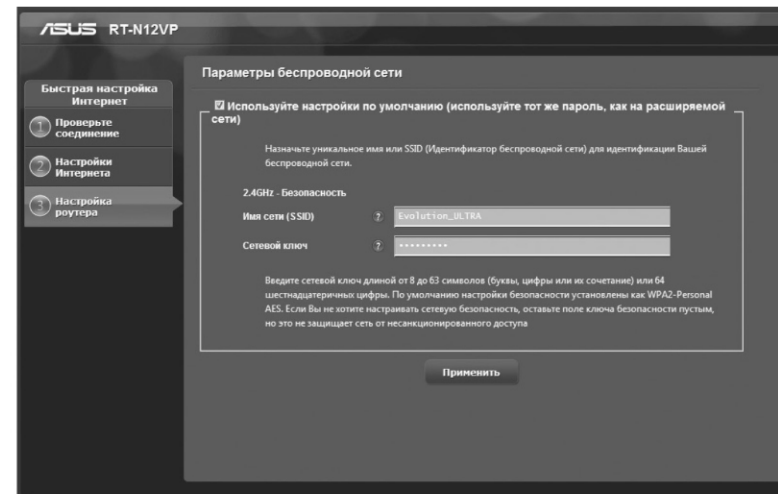 ASUS RT-N12VP
Быстрая настройка
Интернет
1 Проверьте
соединение
2 Настройки
Интернета
3 Настройка
роутера
Параметры беспроводной сети
Используйте настройки по умолчанию (используйте тот же пароль, как на расширяемой
сети)
Назначьте уникальное имя или SSID (Идентификатор беспроводной сети) для идентификации Вашей
беспроводной сети.
2.4GHz - Безопасность
Имя сети (SSID) ? Evolution_ULTRA
Сетевой ключ ? •••••••••
Введите сетевой ключ длиной от 8 до 63 символов (буквы, цифры или их сочетание) или 64
шестнадцатеричных цифры. По умолчанию настройки безопасности установлены как WPA2-Personal
AES. Если Вы не хотите настраивать сетевую безопасность, оставьте поле ключа безопасности пустым,
но это не защищает сеть от несанкционированного доступа
Применить